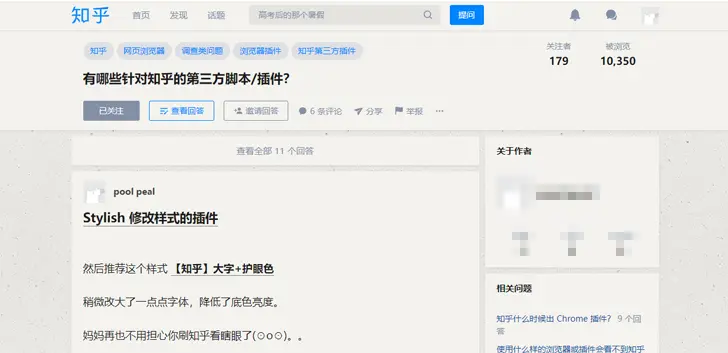 知乎 首页 发现 话题 高考后的那个暑假 提问
知乎 网页浏览器 调查类问题 浏览器插件 知乎第三方插件
关注者 被浏览
179 10,350
有哪些针对知乎的第三方脚本/插件？
已关注 查看回答 邀请回答 6 条评论 分享 举报 ···
查看全部 11 个回答
关于作者
pool peal
Stylish 修改样式的插件
然后推荐这个样式 【知乎】大字+护眼色
稍微改大了一点点字体，降低了底色亮度。
妈妈再也不用担心你刷知乎看瞎眼了(⊙o⊙)。。
相关问题
知乎什么时候出 Chrome 插件？ 9 个回
答
使用什么样的浏览器或插件会看不到知乎